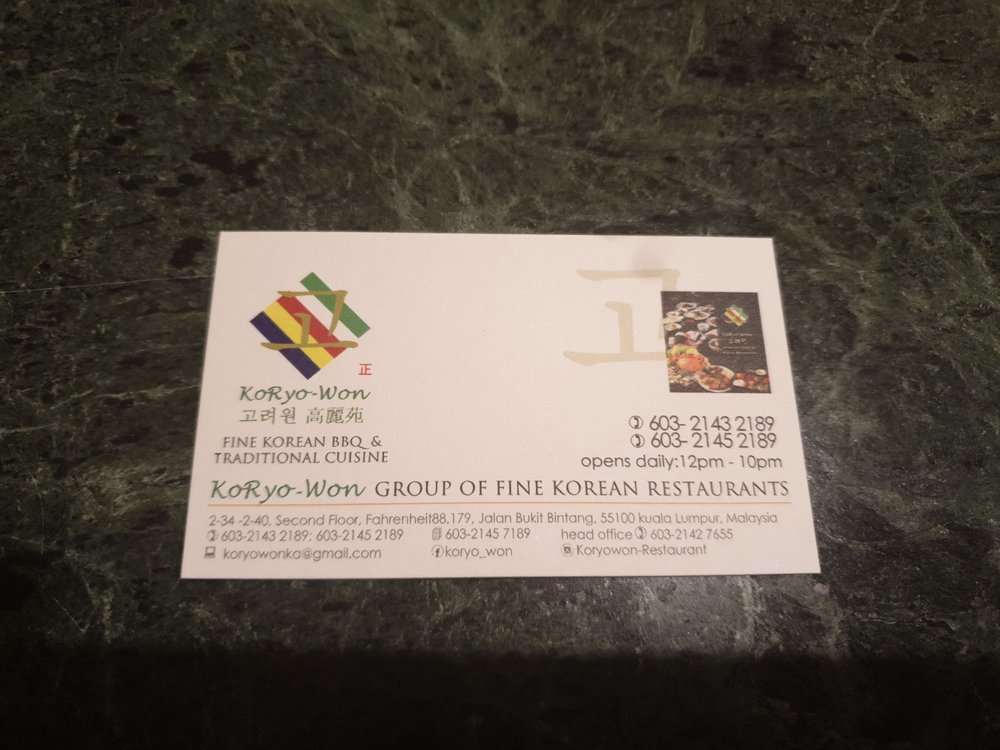 고
正
KoRyo-Won
고려원 高麗苑
FINE KOREAN BBQ &
TRADITIONAL CUISINE
고
603- 2143 2189
603- 2145 2189
opens daily:12pm - 10pm
KoRyo-Won GROUP OF FINE KOREAN RESTAURANTS
2-34 -2-40, Second Floor, Fahrenheit88,179, Jalan Bukit Bintang, 55100 kuala Lumpur, Malaysia
603-2143 2189; 603-2145 2189 603-2145 7189 head office 603-2142 7655
koryowonka@gmail.com koryo_won Koryowon-Restaurant